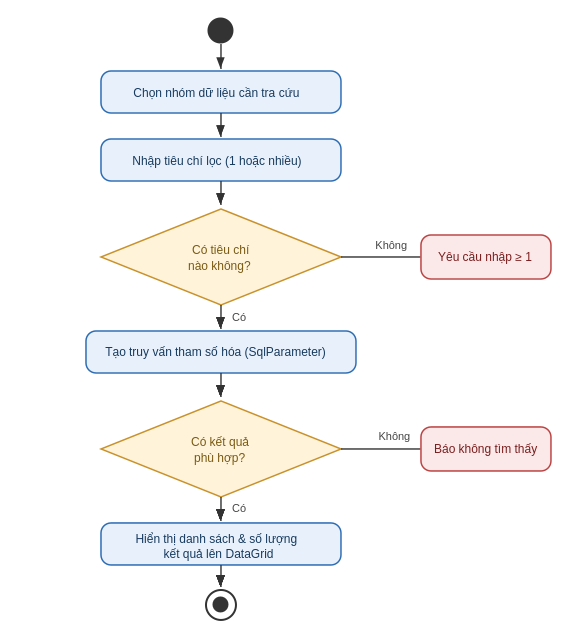 Chọn nhóm dữ liệu cần tra cứu
Nhập tiêu chí lọc (1 hoặc nhiều)
Có tiêu chí
nào không?
Không
Yêu cầu nhập ≥ 1
Có
Tạo truy vấn tham số hóa (SqlParameter)
Có kết quả
phù hợp?
Không
Báo không tìm thấy
Có
Hiển thị danh sách & số lượng
kết quả lên DataGrid